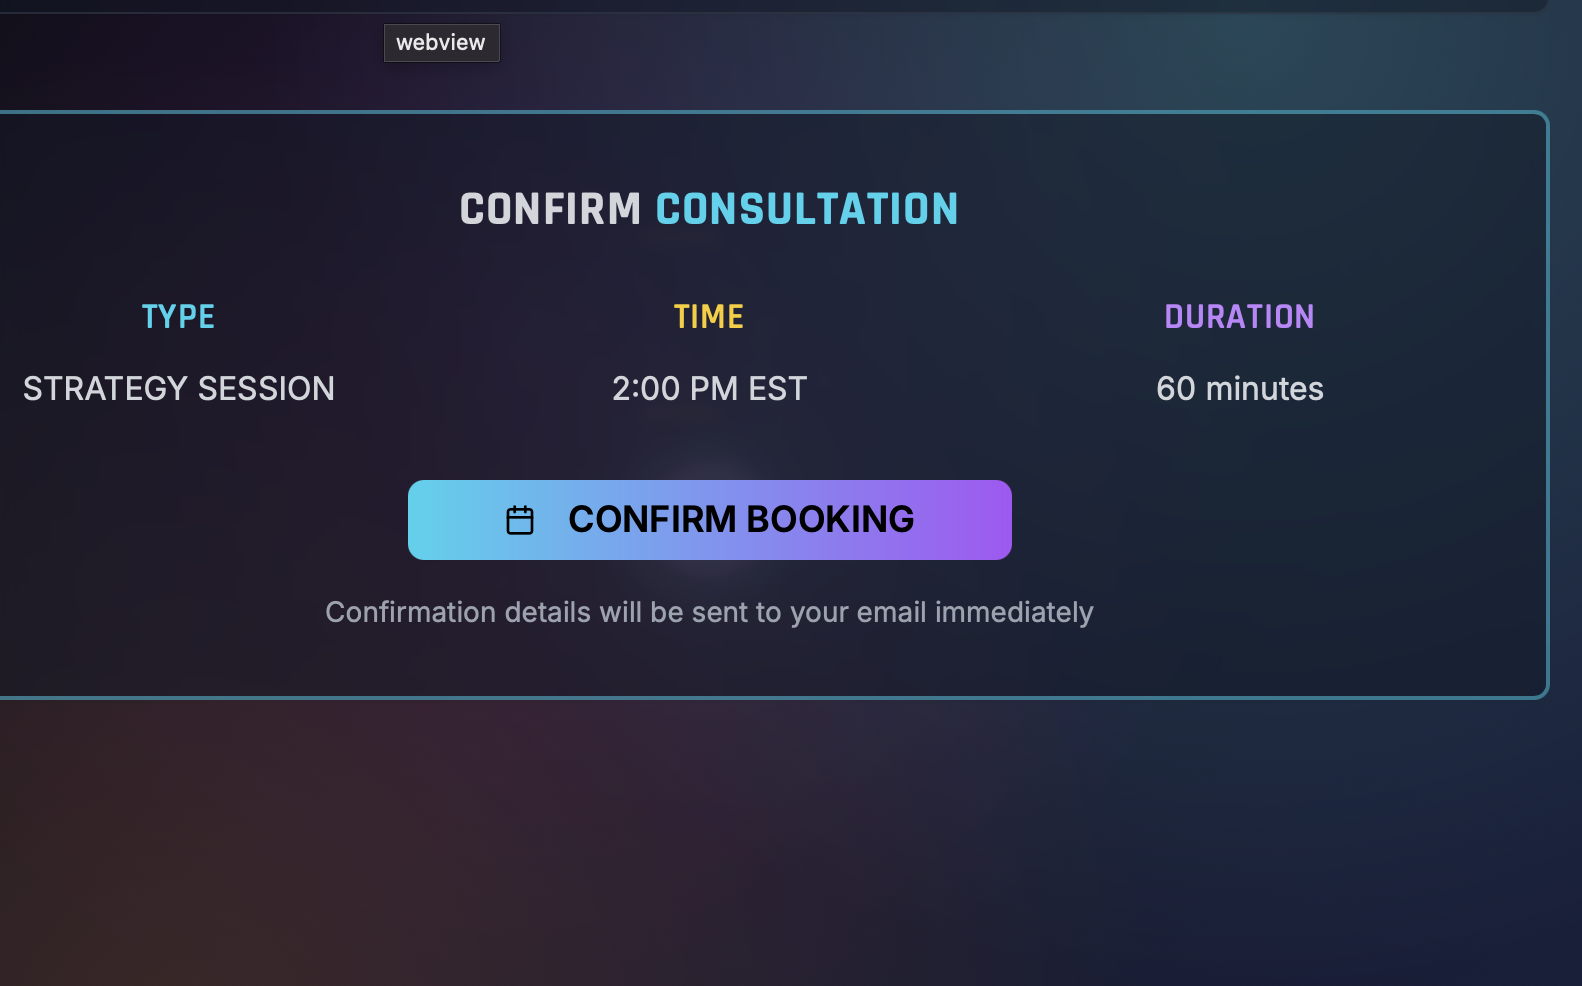 webview
CONFIRM CONSULTATION
TYPE
STRATEGY SESSION
TIME
2:00 PM EST
DURATION
60 minutes
CONFIRM BOOKING
Confirmation details will be sent to your email immediately